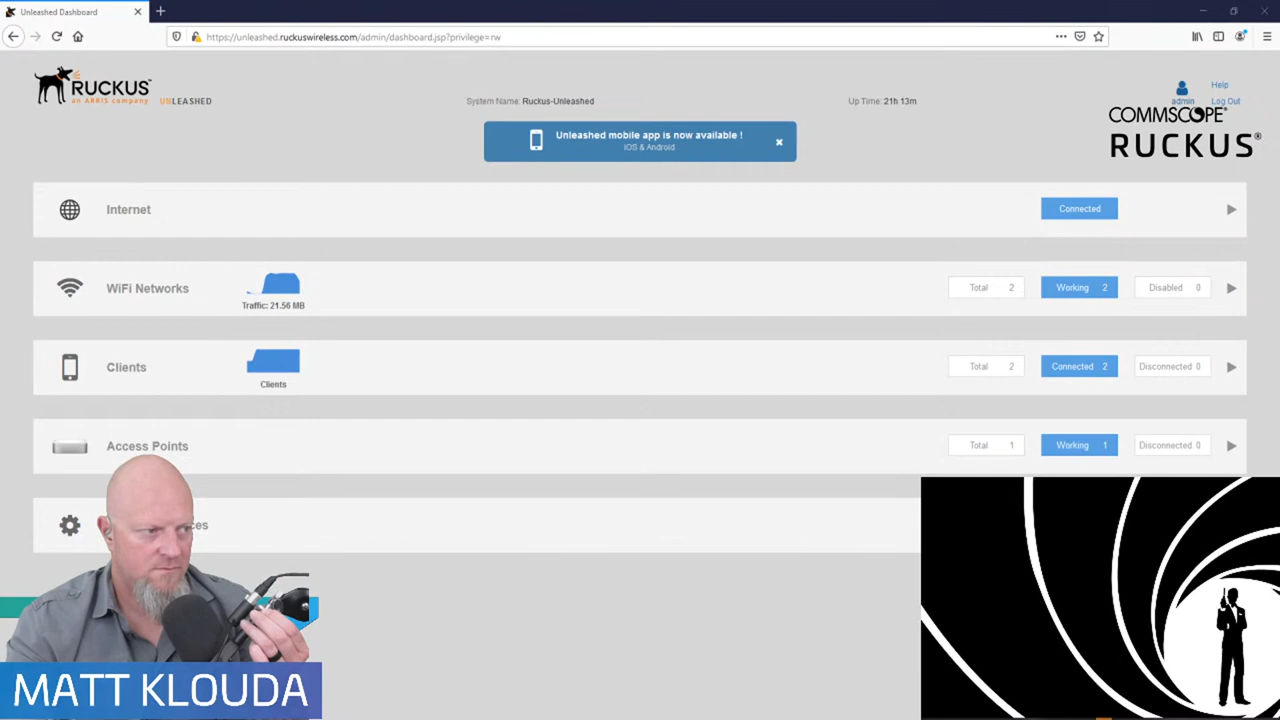 Unleashed Dashboard
https://unleashed.ruckuswireless.com/admin/dashboard.jsp?privilege=rw
RUCKUS
an ARRIS company
UNLEASHED
System Name: Ruckus-Unleashed
Up Time: 21h 13m
admin
Help
Log Out
COMMSCOPE®
RUCKUS®
Unleashed mobile app is now available !
iOS & Android
Internet
Connected
WiFi Networks
Traffic: 21.56 MB
Total 2
Working 2
Disabled 0
Clients
Clients
Total 2
Connected 2
Disconnected 0
Access Points
Total 1
Working 1
Disconnected 0
MATT KLOUDA